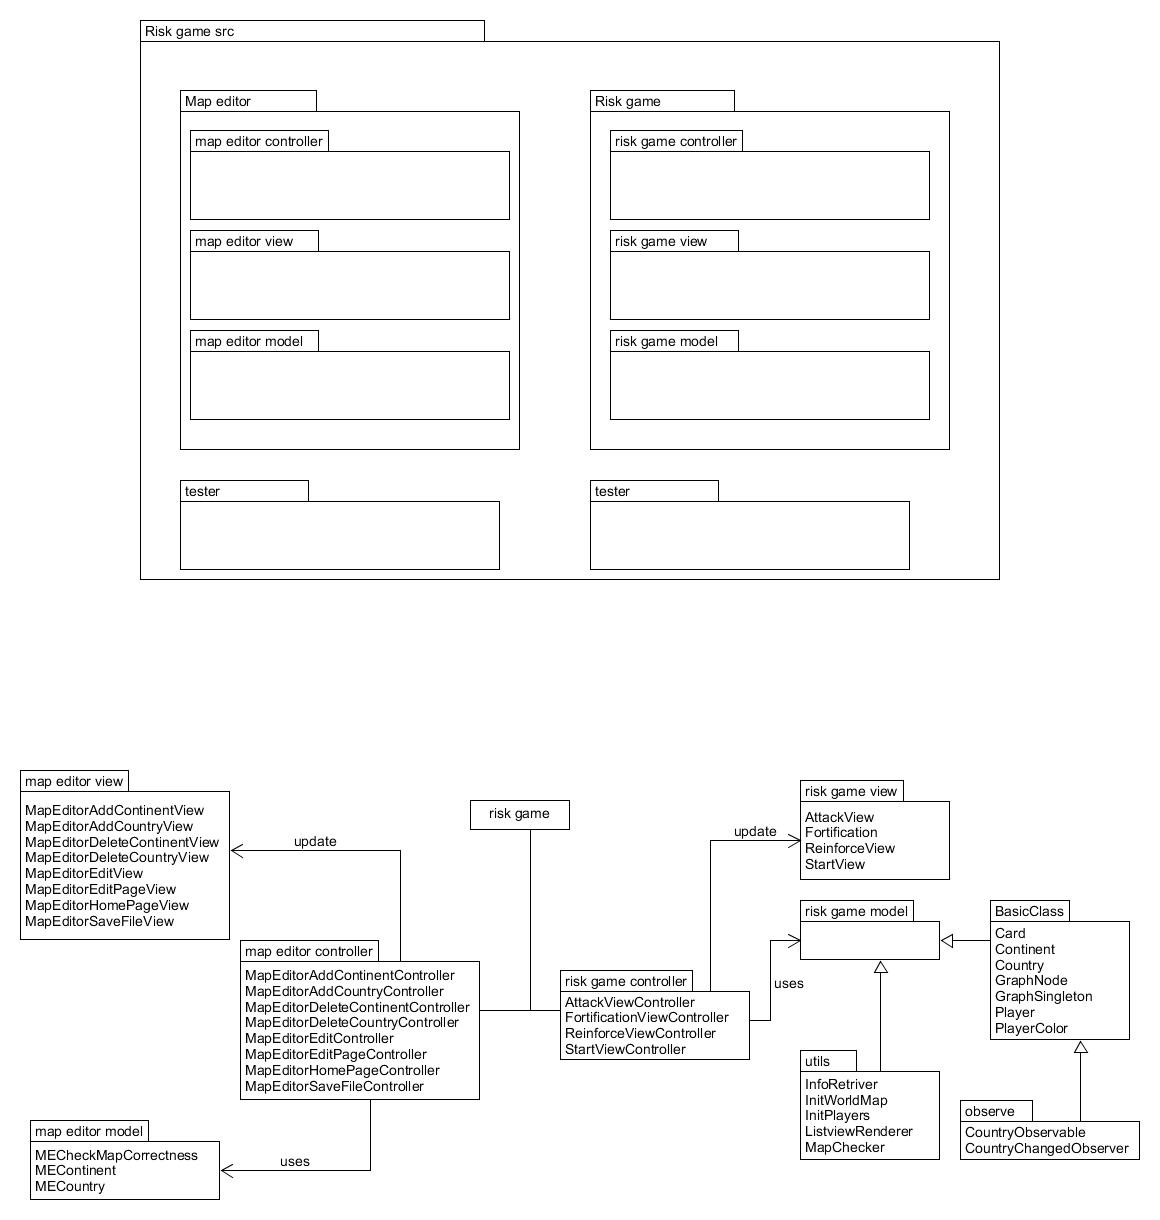 Risk game src
Map editor
map editor controller
map editor view
map editor model
Risk game
risk game controller
risk game view
risk game model
tester
tester
map editor view
MapEditorAddContinentView
MapEditorAddCountryView
MapEditorDeleteContinentView
MapEditorDeleteCountryView
MapEditorEditView
MapEditorEditPageView
MapEditorHomePageView
MapEditorSaveFileView
update
risk game
update
risk game view
AttackView
Fortification
ReinforceView
StartView
map editor controller
MapEditorAddContinentController
MapEditorAddCountryController
MapEditorDeleteContinentController
MapEditorDeleteCountryController
MapEditorEditController
MapEditorEditPageController
MapEditorHomePageController
MapEditorSaveFileController
risk game controller
AttackViewController
FortificationViewController
ReinforceViewController
StartViewController
uses
risk game model
BasicClass
Card
Continent
Country
GraphNode
GraphSingleton
Player
PlayerColor
utils
InfoRetriver
InitWorldMap
InitPlayers
ListviewRenderer
MapChecker
observe
CountryObservable
CountryChangedObserver
map editor model
MECheckMapCorrectness
MEContinent
MECountry
uses